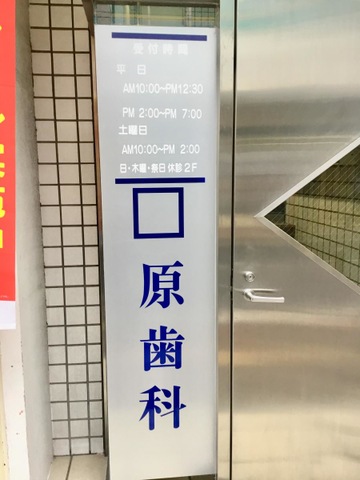 受付時間
平 日
AM10:00〜PM12:30
PM 2:00〜PM 7:00
土曜日
AM10:00〜PM 2:00
日・木曜・祭日 休診 2F
原歯科